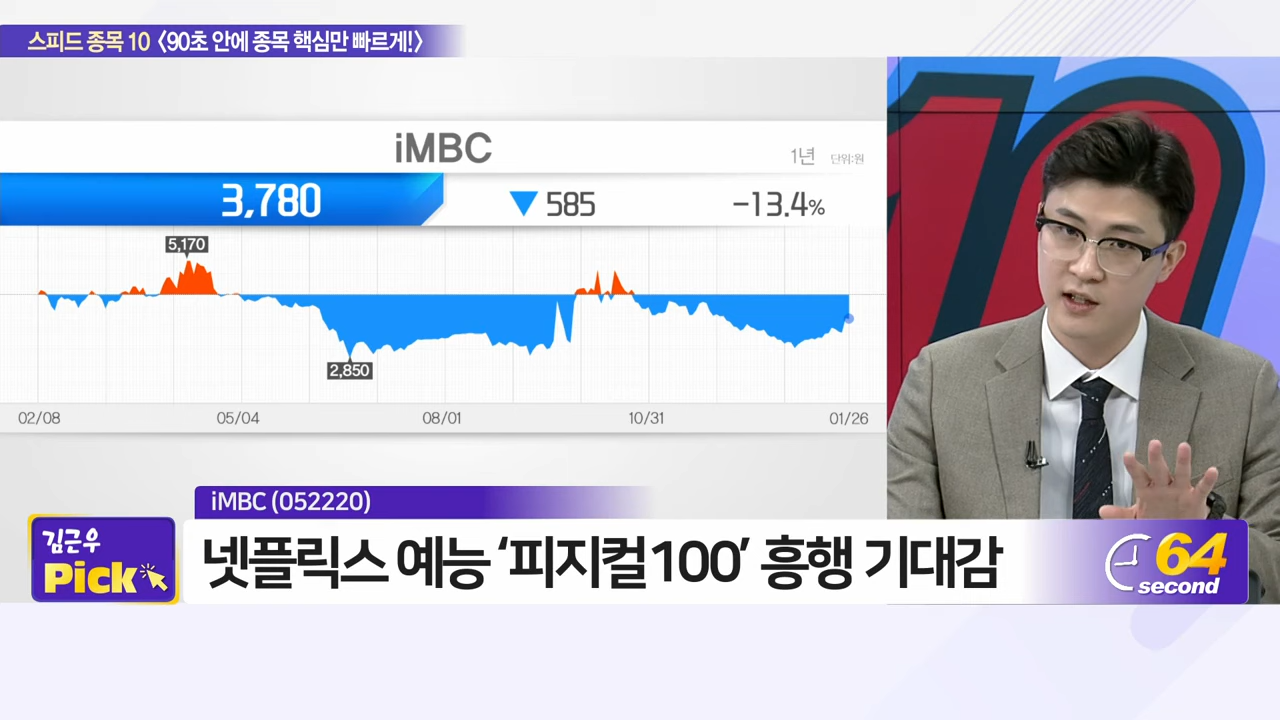 스피드 종목 10 〈90초 안에 종목 핵심만 빠르게!〉
iMBC
1년 단위:원
3,780 ▼ 585 -13.4%
5,170
2,850
02/08 05/04 08/01 10/31 01/26
iMBC (052220)
김근우
Pick
넷플릭스 예능 ‘피지컬100’ 흥행 기대감
64
second